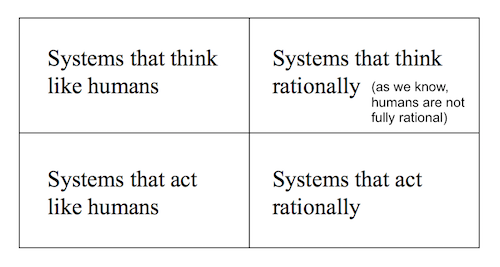 Systems that think
like humans
Systems that think
rationally (as we know,
humans are not
fully rational)
Systems that act
like humans
Systems that act
rationally